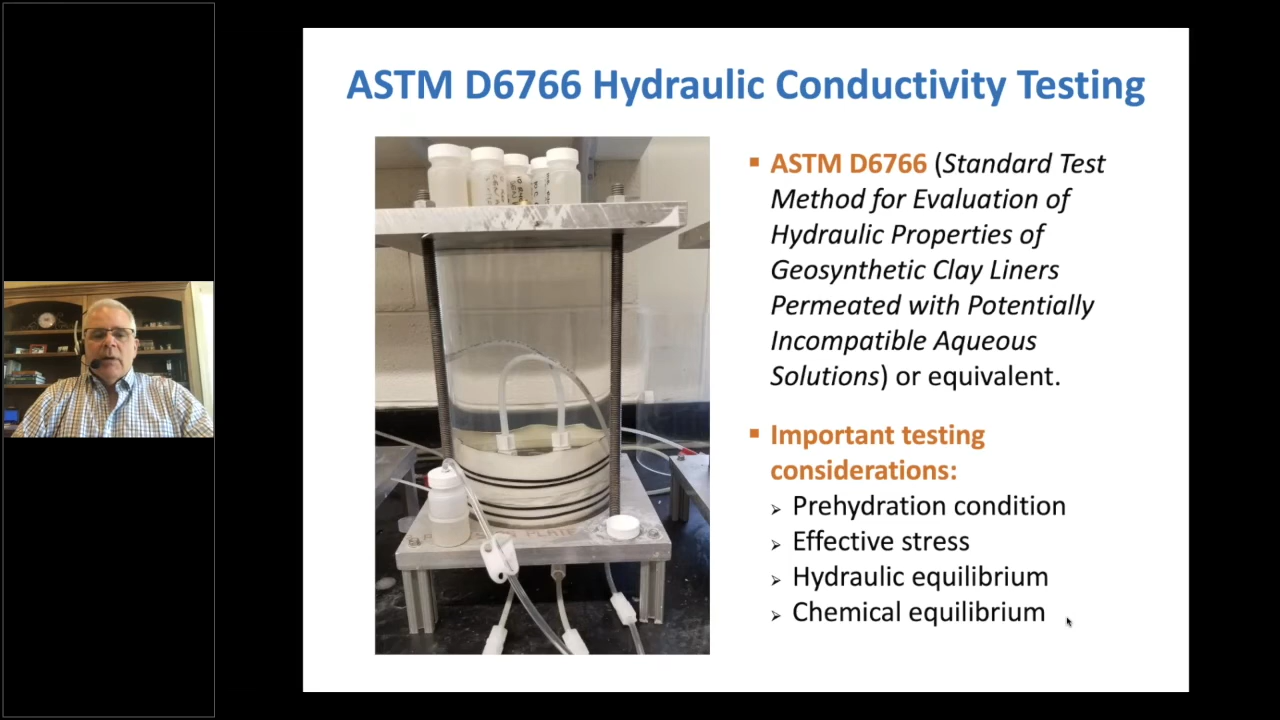 ASTM D6766 Hydraulic Conductivity Testing
▪ ASTM D6766 (Standard Test
Method for Evaluation of
Hydraulic Properties of
Geosynthetic Clay Liners
Permeated with Potentially
Incompatible Aqueous
Solutions) or equivalent.
▪ Important testing
considerations:
➢ Prehydration condition
➢ Effective stress
➢ Hydraulic equilibrium
➢ Chemical equilibrium
PLATE